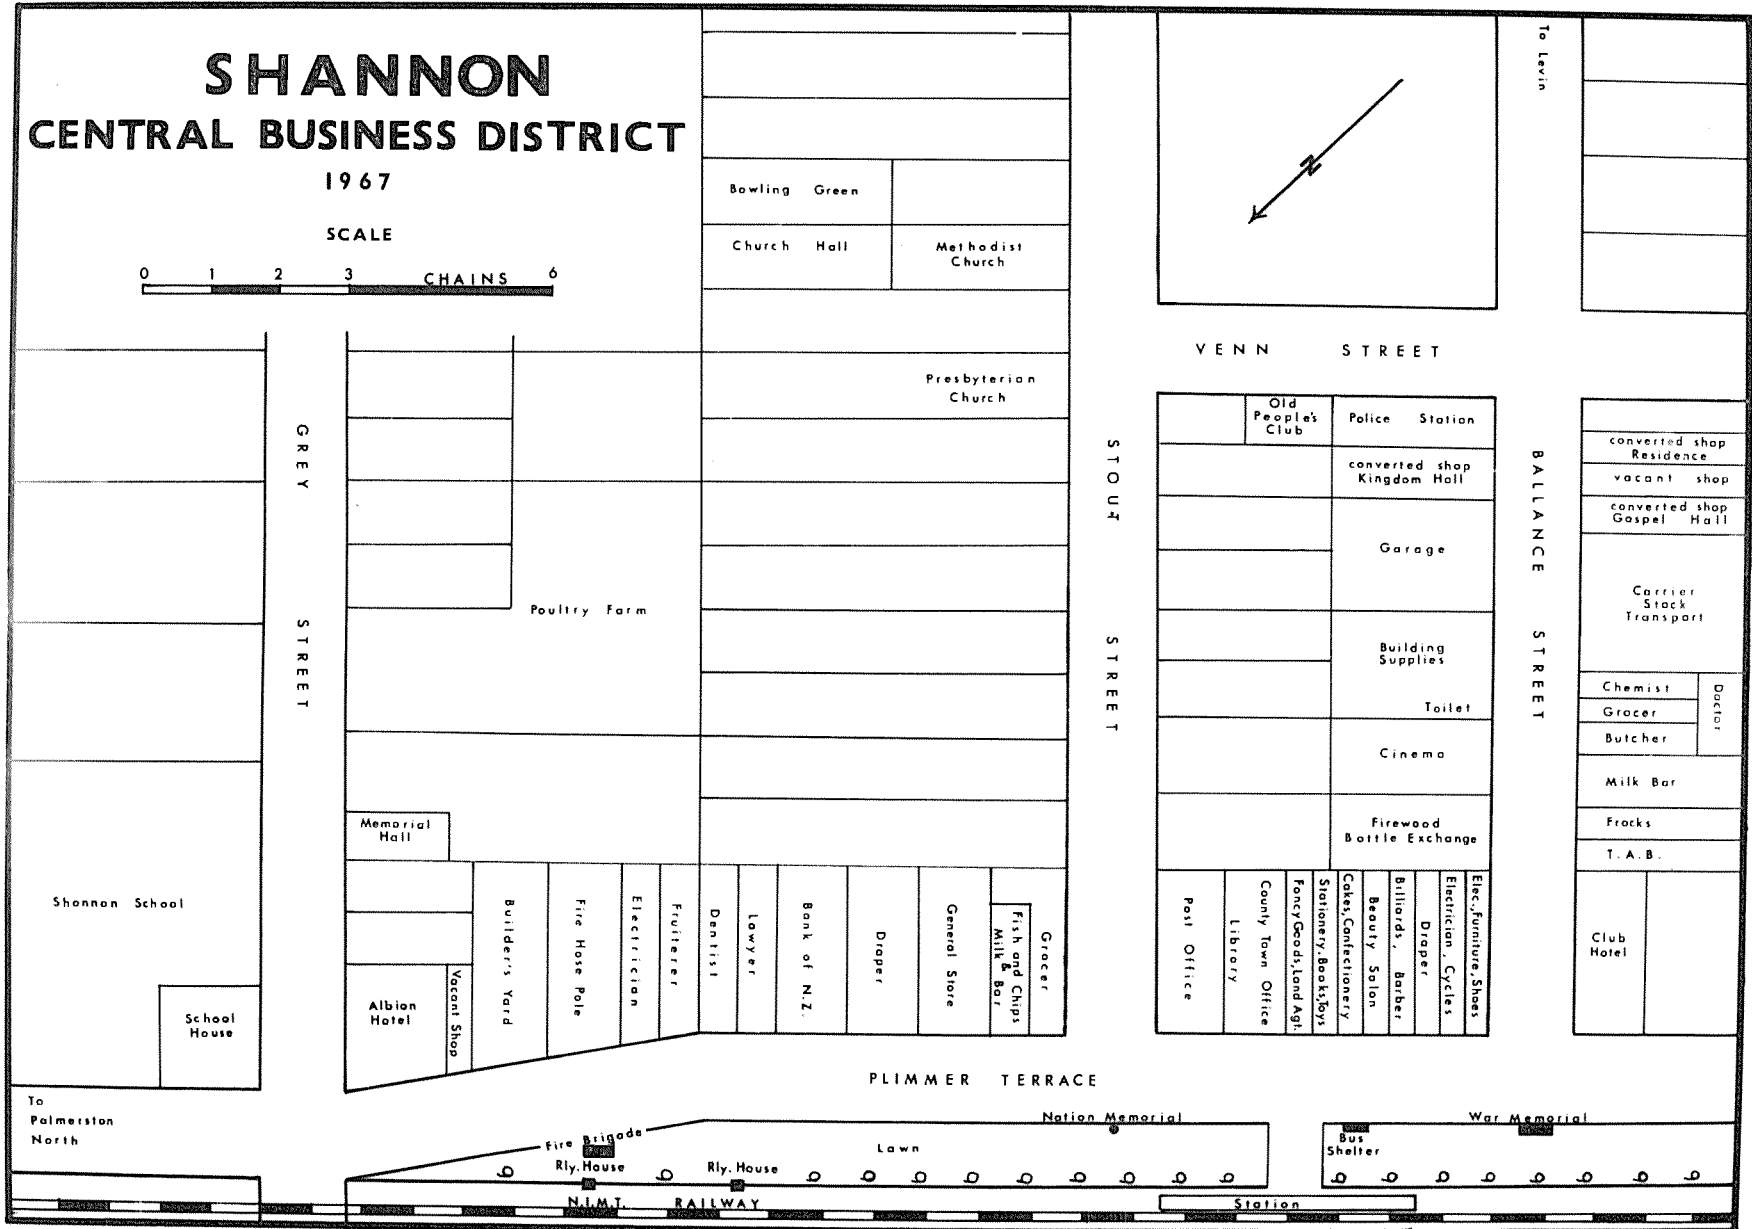 SHANNON
CENTRAL BUSINESS DISTRICT
1967
SCALE
0 1 2 3 6
CHAINS
To Levin
N
Bowling Green
Church Hall
Methodist
Church
Presbyterian
Church
VENN STREET
GREY STREET
STOUT STREET
BALLANCE STREET
Old
People's
Club
Police Station
converted shop
Kingdom Hall
Garage
Building
Supplies
Toilet
Cinema
Firewood
Bottle Exchange
converted shop
Residence
vacant shop
converted shop
Gospel Hall
Carrier
Stock
Transport
Chemist
Grocer
Butcher
Doctor
Milk Bar
Frocks
T.A.B.
Club
Hotel
Poultry Farm
Memorial
Hall
Shannon School
School
House
Albion
Hotel
Vacant Shop
Builder's Yard
Fire Hose Pole
Electrician
Fruiterer
Dentist
Lawyer
Bank of N.Z.
Draper
General Store
Fish and Chips
&
Milk Bar
Grocer
Post Office
Library
County Town Office
Fancy Goods, Land Agt.
Stationery, Books, Toys
Cakes, Confectionery
Beauty Salon
Billiards, Barber
Draper
Electrician, Cycles
Elec., Furniture, Shoes
PLIMMER TERRACE
To
Palmerston
North
Fire Brigade
Rly. House
Rly. House
Lawn
Nation Memorial
Bus
Shelter
War Memorial
N.I.M.T. RAILWAY
Station